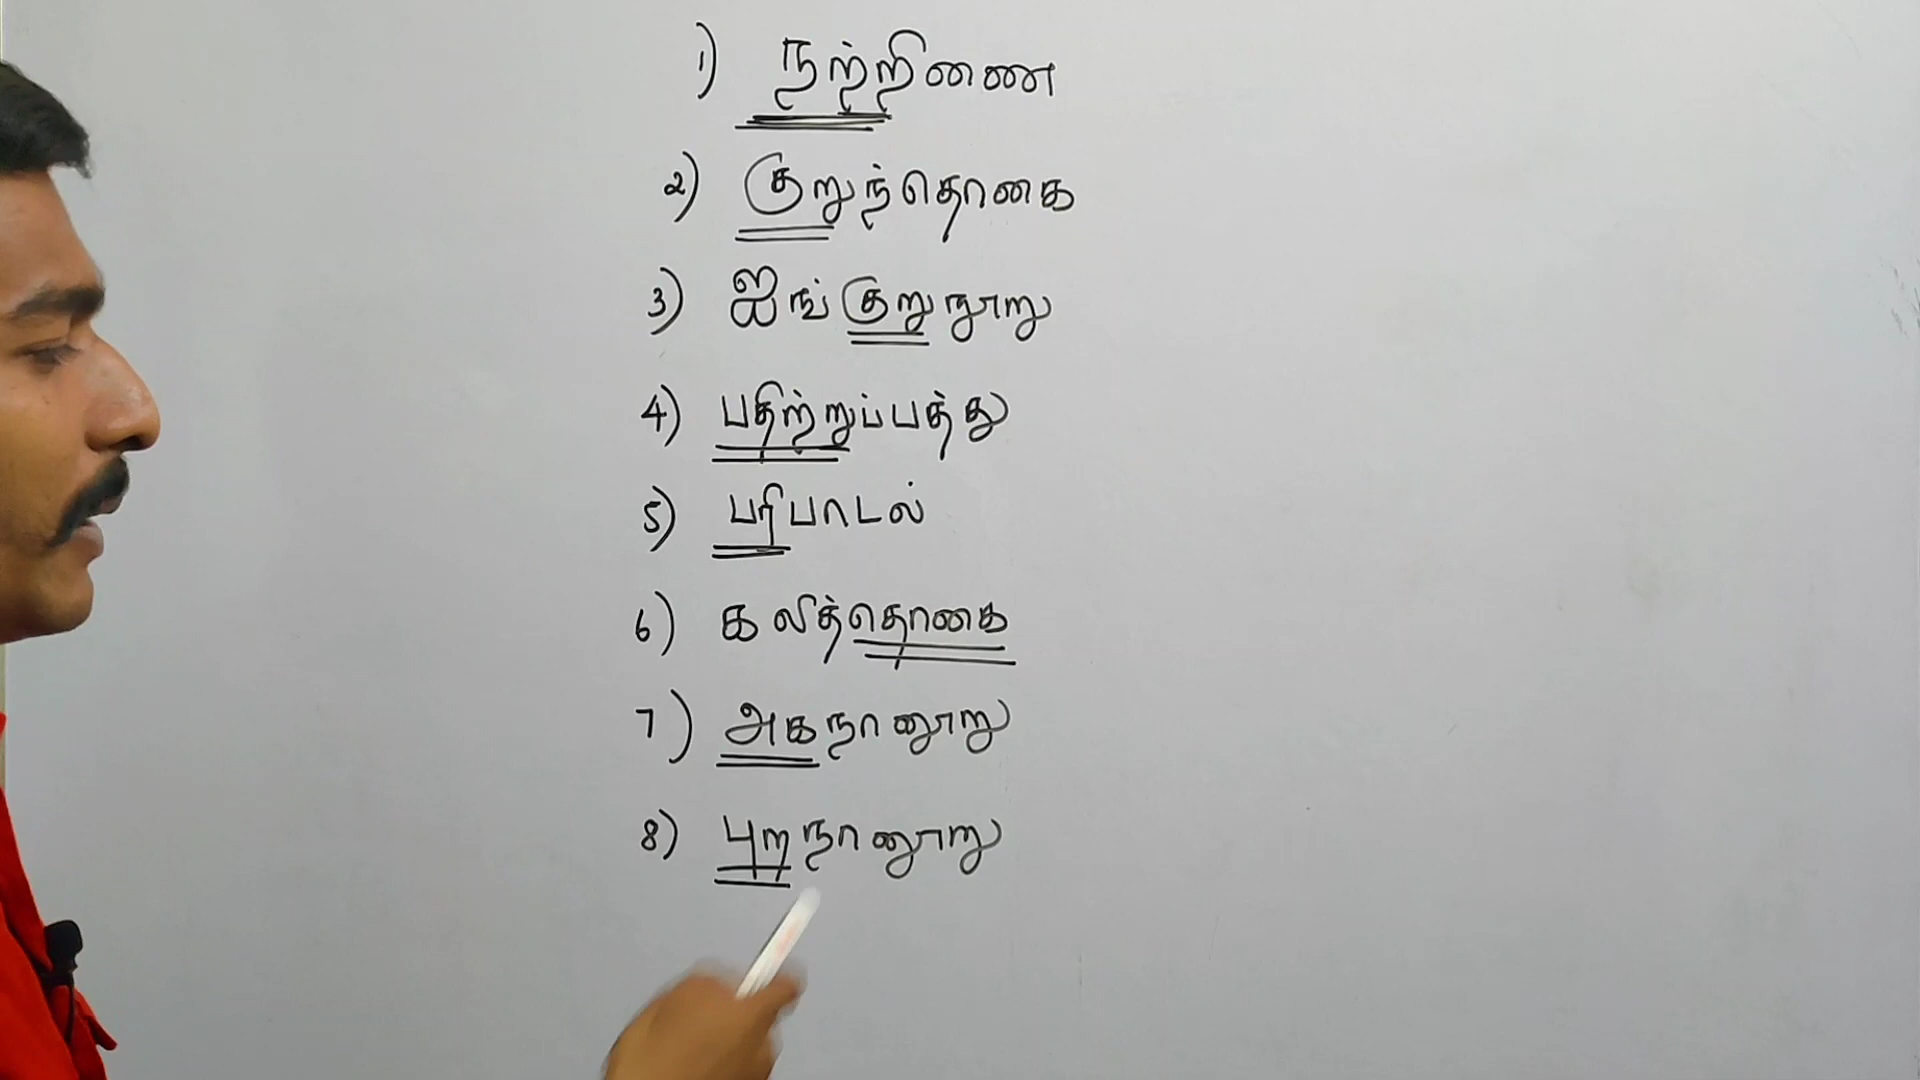 1) நற்றிணை
2) குறுந்தொகை
3) ஐங்குறுநூறு
4) பதிற்றுப்பத்து
5) பரிபாடல்
6) கலித்தொகை
7) அகநானூறு
8) புறநானூறு